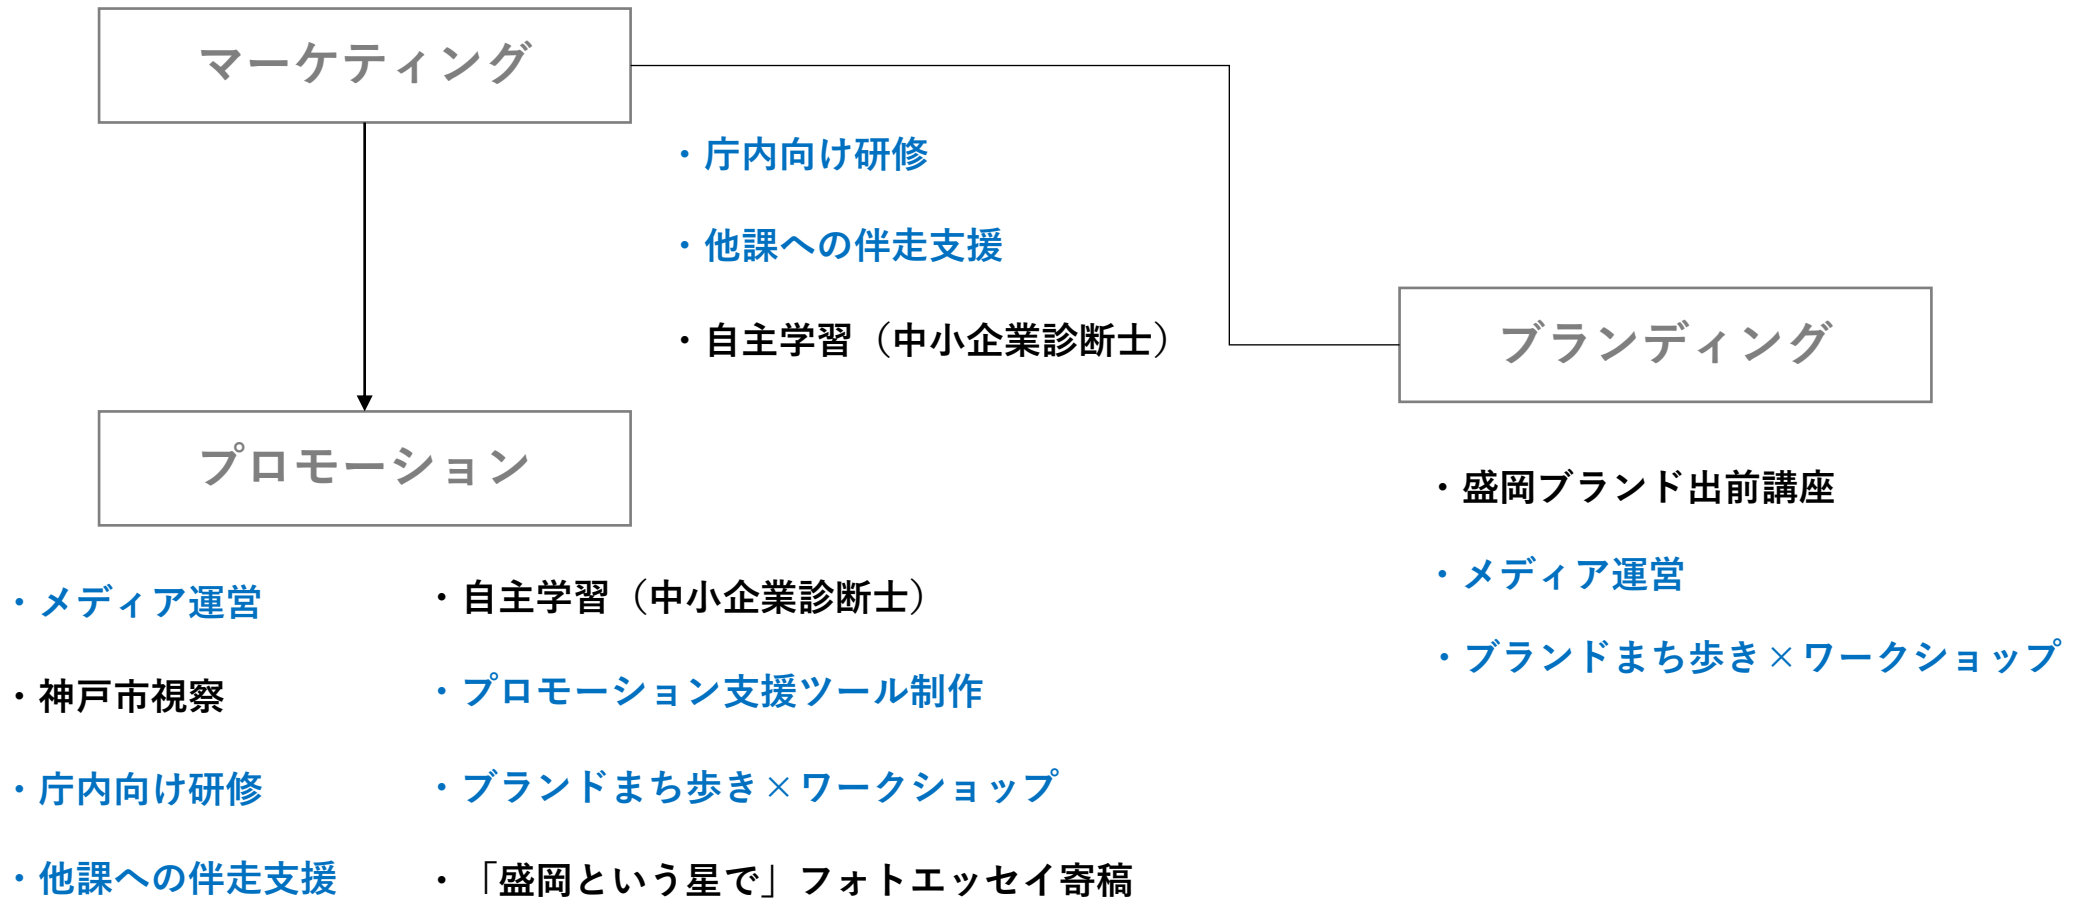 マーケティング
・庁内向け研修
・他課への伴走支援
・自主学習（中小企業診断士）
プロモーション
・メディア運営
・神戸市視察
・庁内向け研修
・他課への伴走支援
・自主学習（中小企業診断士）
・プロモーション支援ツール制作
・ブランドまち歩き×ワークショップ
・「盛岡という星で」フォトエッセイ寄稿
ブランディング
・盛岡ブランド出前講座
・メディア運営
・ブランドまち歩き×ワークショップ